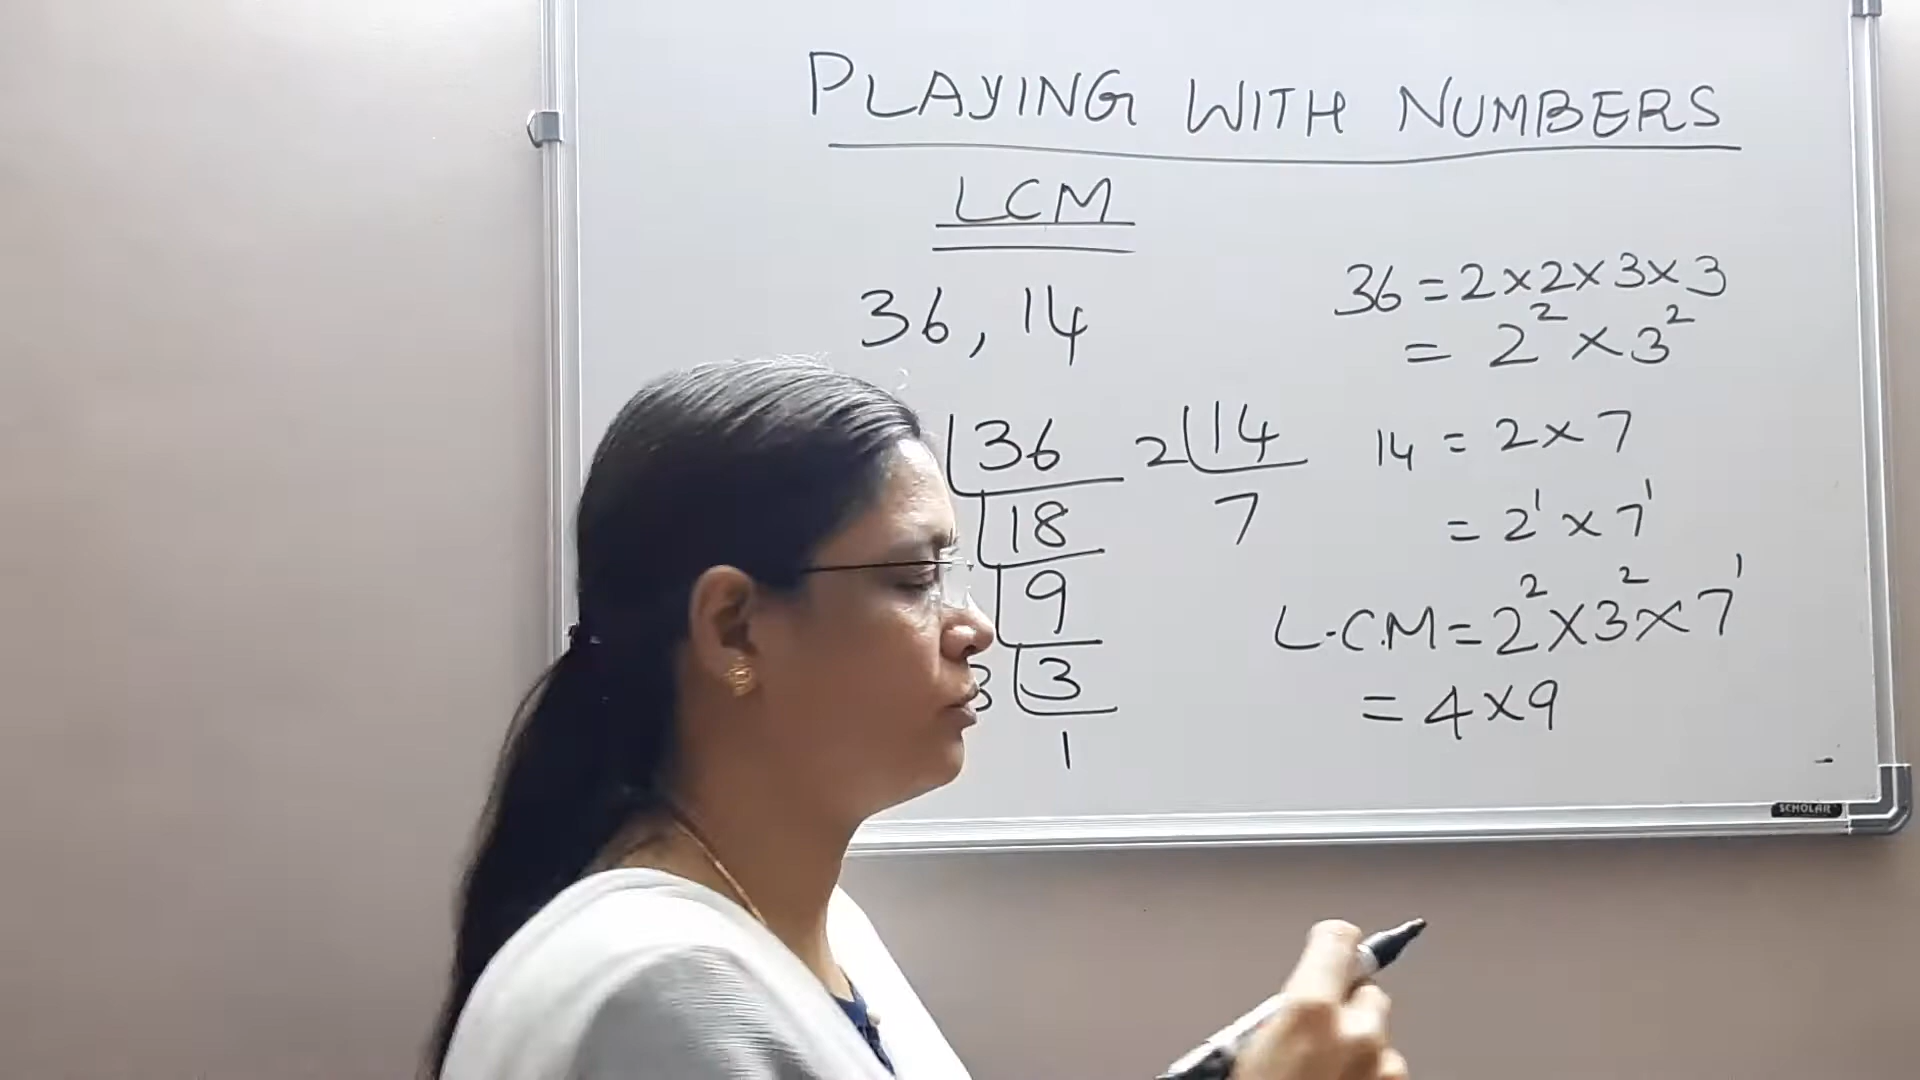 PLAYING WITH NUMBERS
LCM
36, 14
36
18
9
3 3
1
2 14
7
36 = 2×2×3×3
= 2² × 3²
14 = 2×7
= 2¹ × 7¹
L.C.M = 2² × 3² × 7¹
= 4×9
SCHOLAR